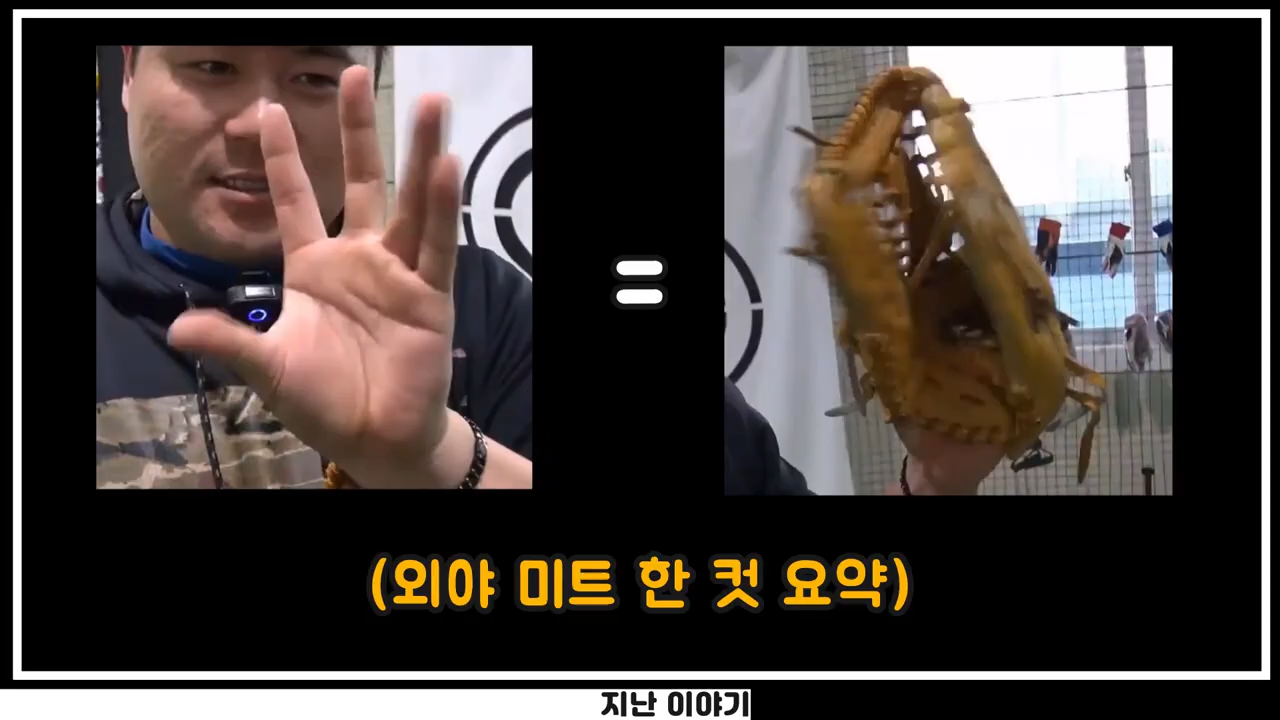 =
(외야 미트 한 컷 요약)
지난 이야기